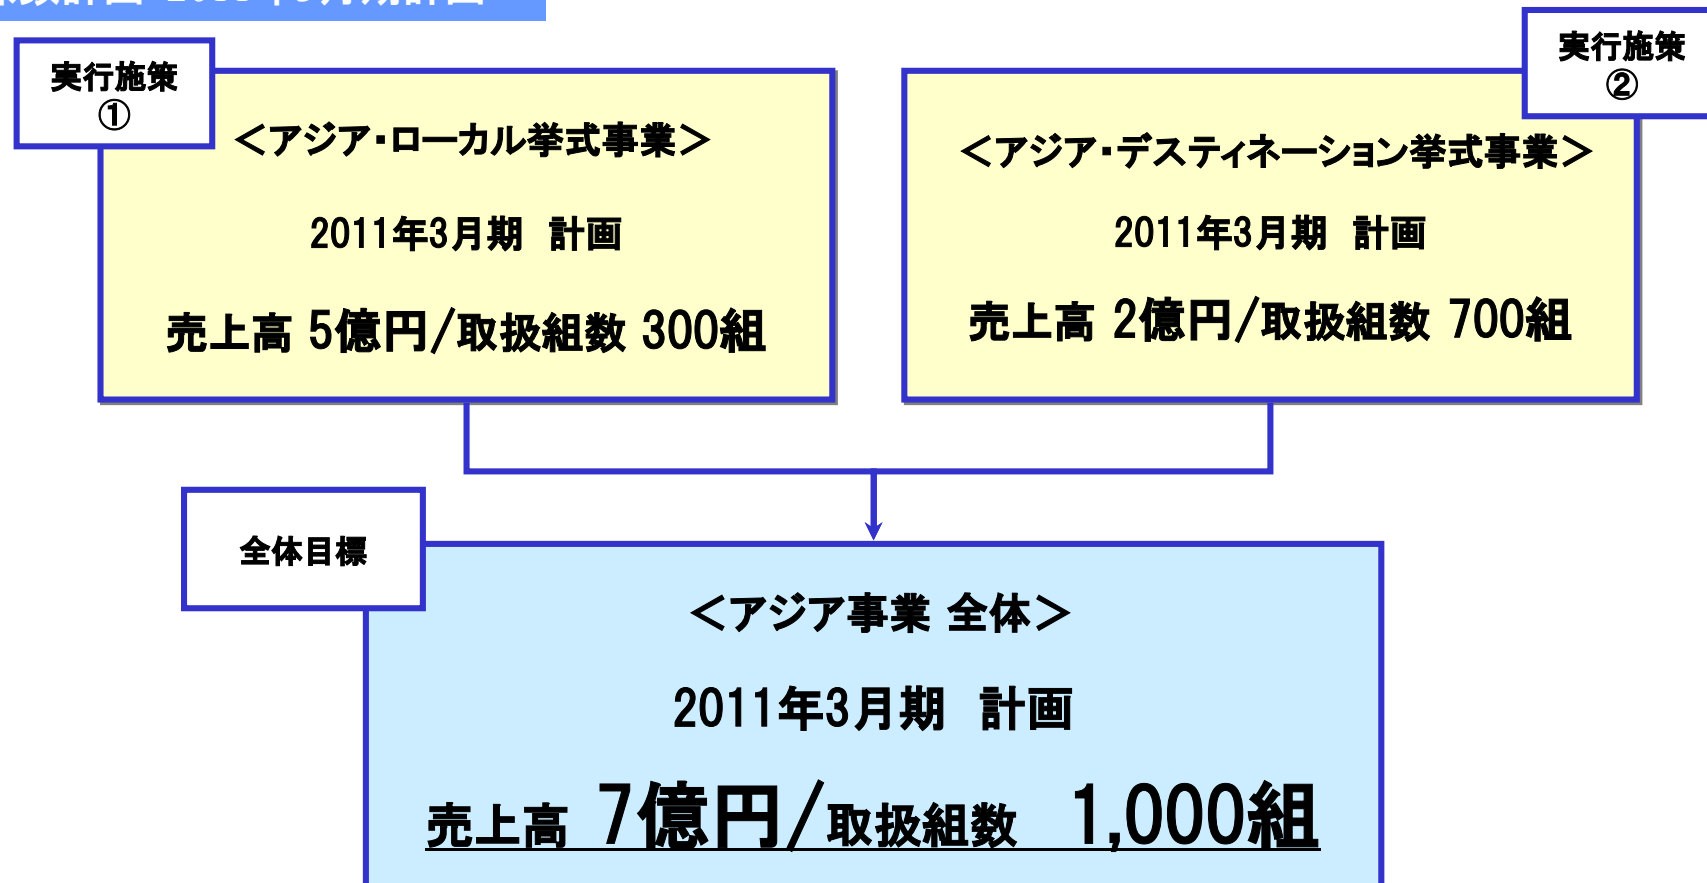 実行施策
①
＜アジア・ローカル挙式事業＞
2011年3月期　計画
売上高 5億円/取扱組数 300組
実行施策
②
＜アジア・デスティネーション挙式事業＞
2011年3月期　計画
売上高 2億円/取扱組数 700組
全体目標
＜アジア事業 全体＞
2011年3月期　計画
売上高 7億円/取扱組数　1,000組